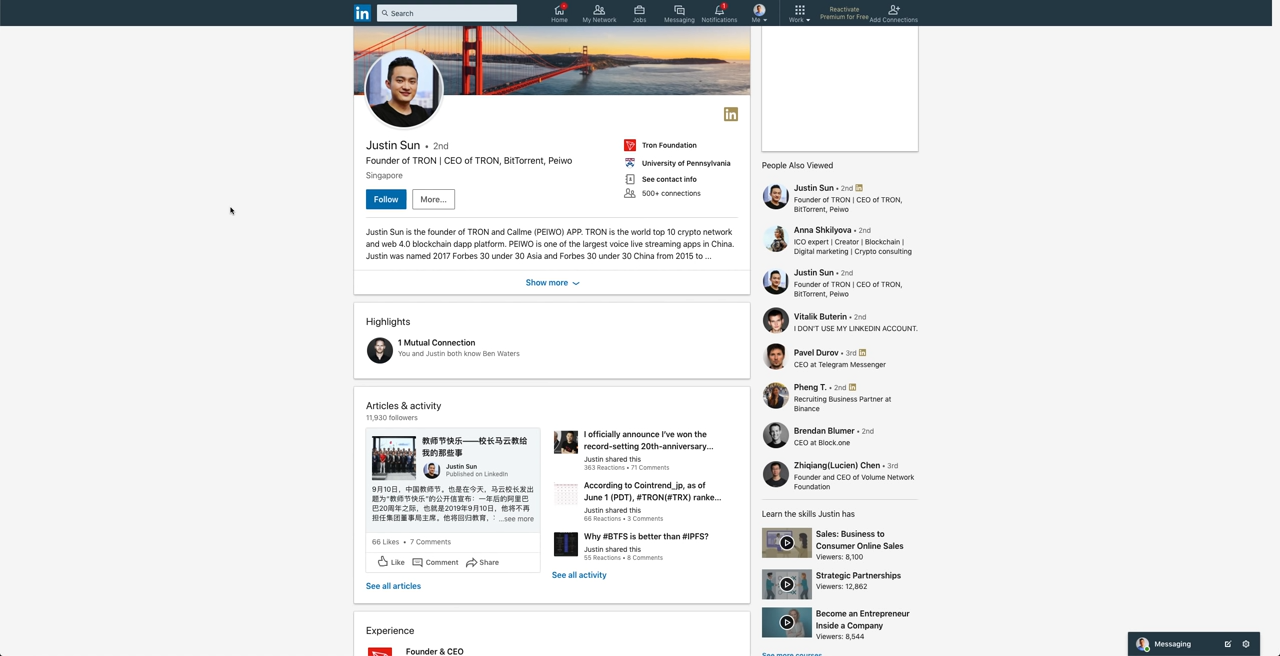 in
Search
Home
My Network
Jobs
Messaging
Notifications
Me
Work
Reactivate
Premium for Free
Add Connections
in
Justin Sun • 2nd
Founder of TRON | CEO of TRON, BitTorrent, Peiwo
Singapore
Follow
More...
Tron Foundation
University of Pennsylvania
See contact info
500+ connections
Justin Sun is the founder of TRON and Callme (PEIWO) APP. TRON is the world top 10 crypto network
and web 4.0 blockchain dapp platform. PEIWO is one of the largest voice live streaming apps in China.
Justin was named 2017 Forbes 30 under 30 Asia and Forbes 30 under 30 China from 2015 to ...
Show more
Highlights
1 Mutual Connection
You and Justin both know Ben Waters
Articles & activity
11,930 followers
教师节快乐——校长马云教给
我的那些事
Justin Sun
Published on LinkedIn
9月10日，中国教师节。也是在今天，马云校长发出
题为“教师节快乐”的公开信宣布：一年后的阿里巴
巴20周年之际，也就是2019年9月10日，他将不再
担任集团董事局主席。他将回归教育，： ...see more
66 Likes • 7 Comments
Like
Comment
Share
See all articles
I officially announce I've won the
record-setting 20th-anniversary...
Justin shared this
363 Reactions • 71 Comments
According to Cointrend_jp, as of
June 1 (PDT), #TRON(#TRX) ranke...
Justin shared this
66 Reactions • 3 Comments
Why #BTFS is better than #IPFS?
Justin shared this
55 Reactions • 8 Comments
See all activity
Experience
Founder & CEO
People Also Viewed
Justin Sun • 2nd in
Founder of TRON | CEO of TRON,
BitTorrent, Peiwo
Anna Shkilyova • 2nd
ICO expert | Creator | Blockchain |
Digital marketing | Crypto consulting
Justin Sun • 2nd
Founder of TRON | CEO of TRON,
BitTorrent, Peiwo
Vitalik Buterin • 2nd
I DON'T USE MY LINKEDIN ACCOUNT.
Pavel Durov • 3rd in
CEO at Telegram Messenger
Pheng T. • 2nd in
Recruiting Business Partner at
Binance
Brendan Blumer • 2nd
CEO at Block.one
Zhiqiang(Lucien) Chen • 3rd
Founder and CEO of Volume Network
Foundation
Learn the skills Justin has
Sales: Business to
Consumer Online Sales
Viewers: 8,100
Strategic Partnerships
Viewers: 12,862
Become an Entrepreneur
Inside a Company
Viewers: 8,544
See more courses
Messaging